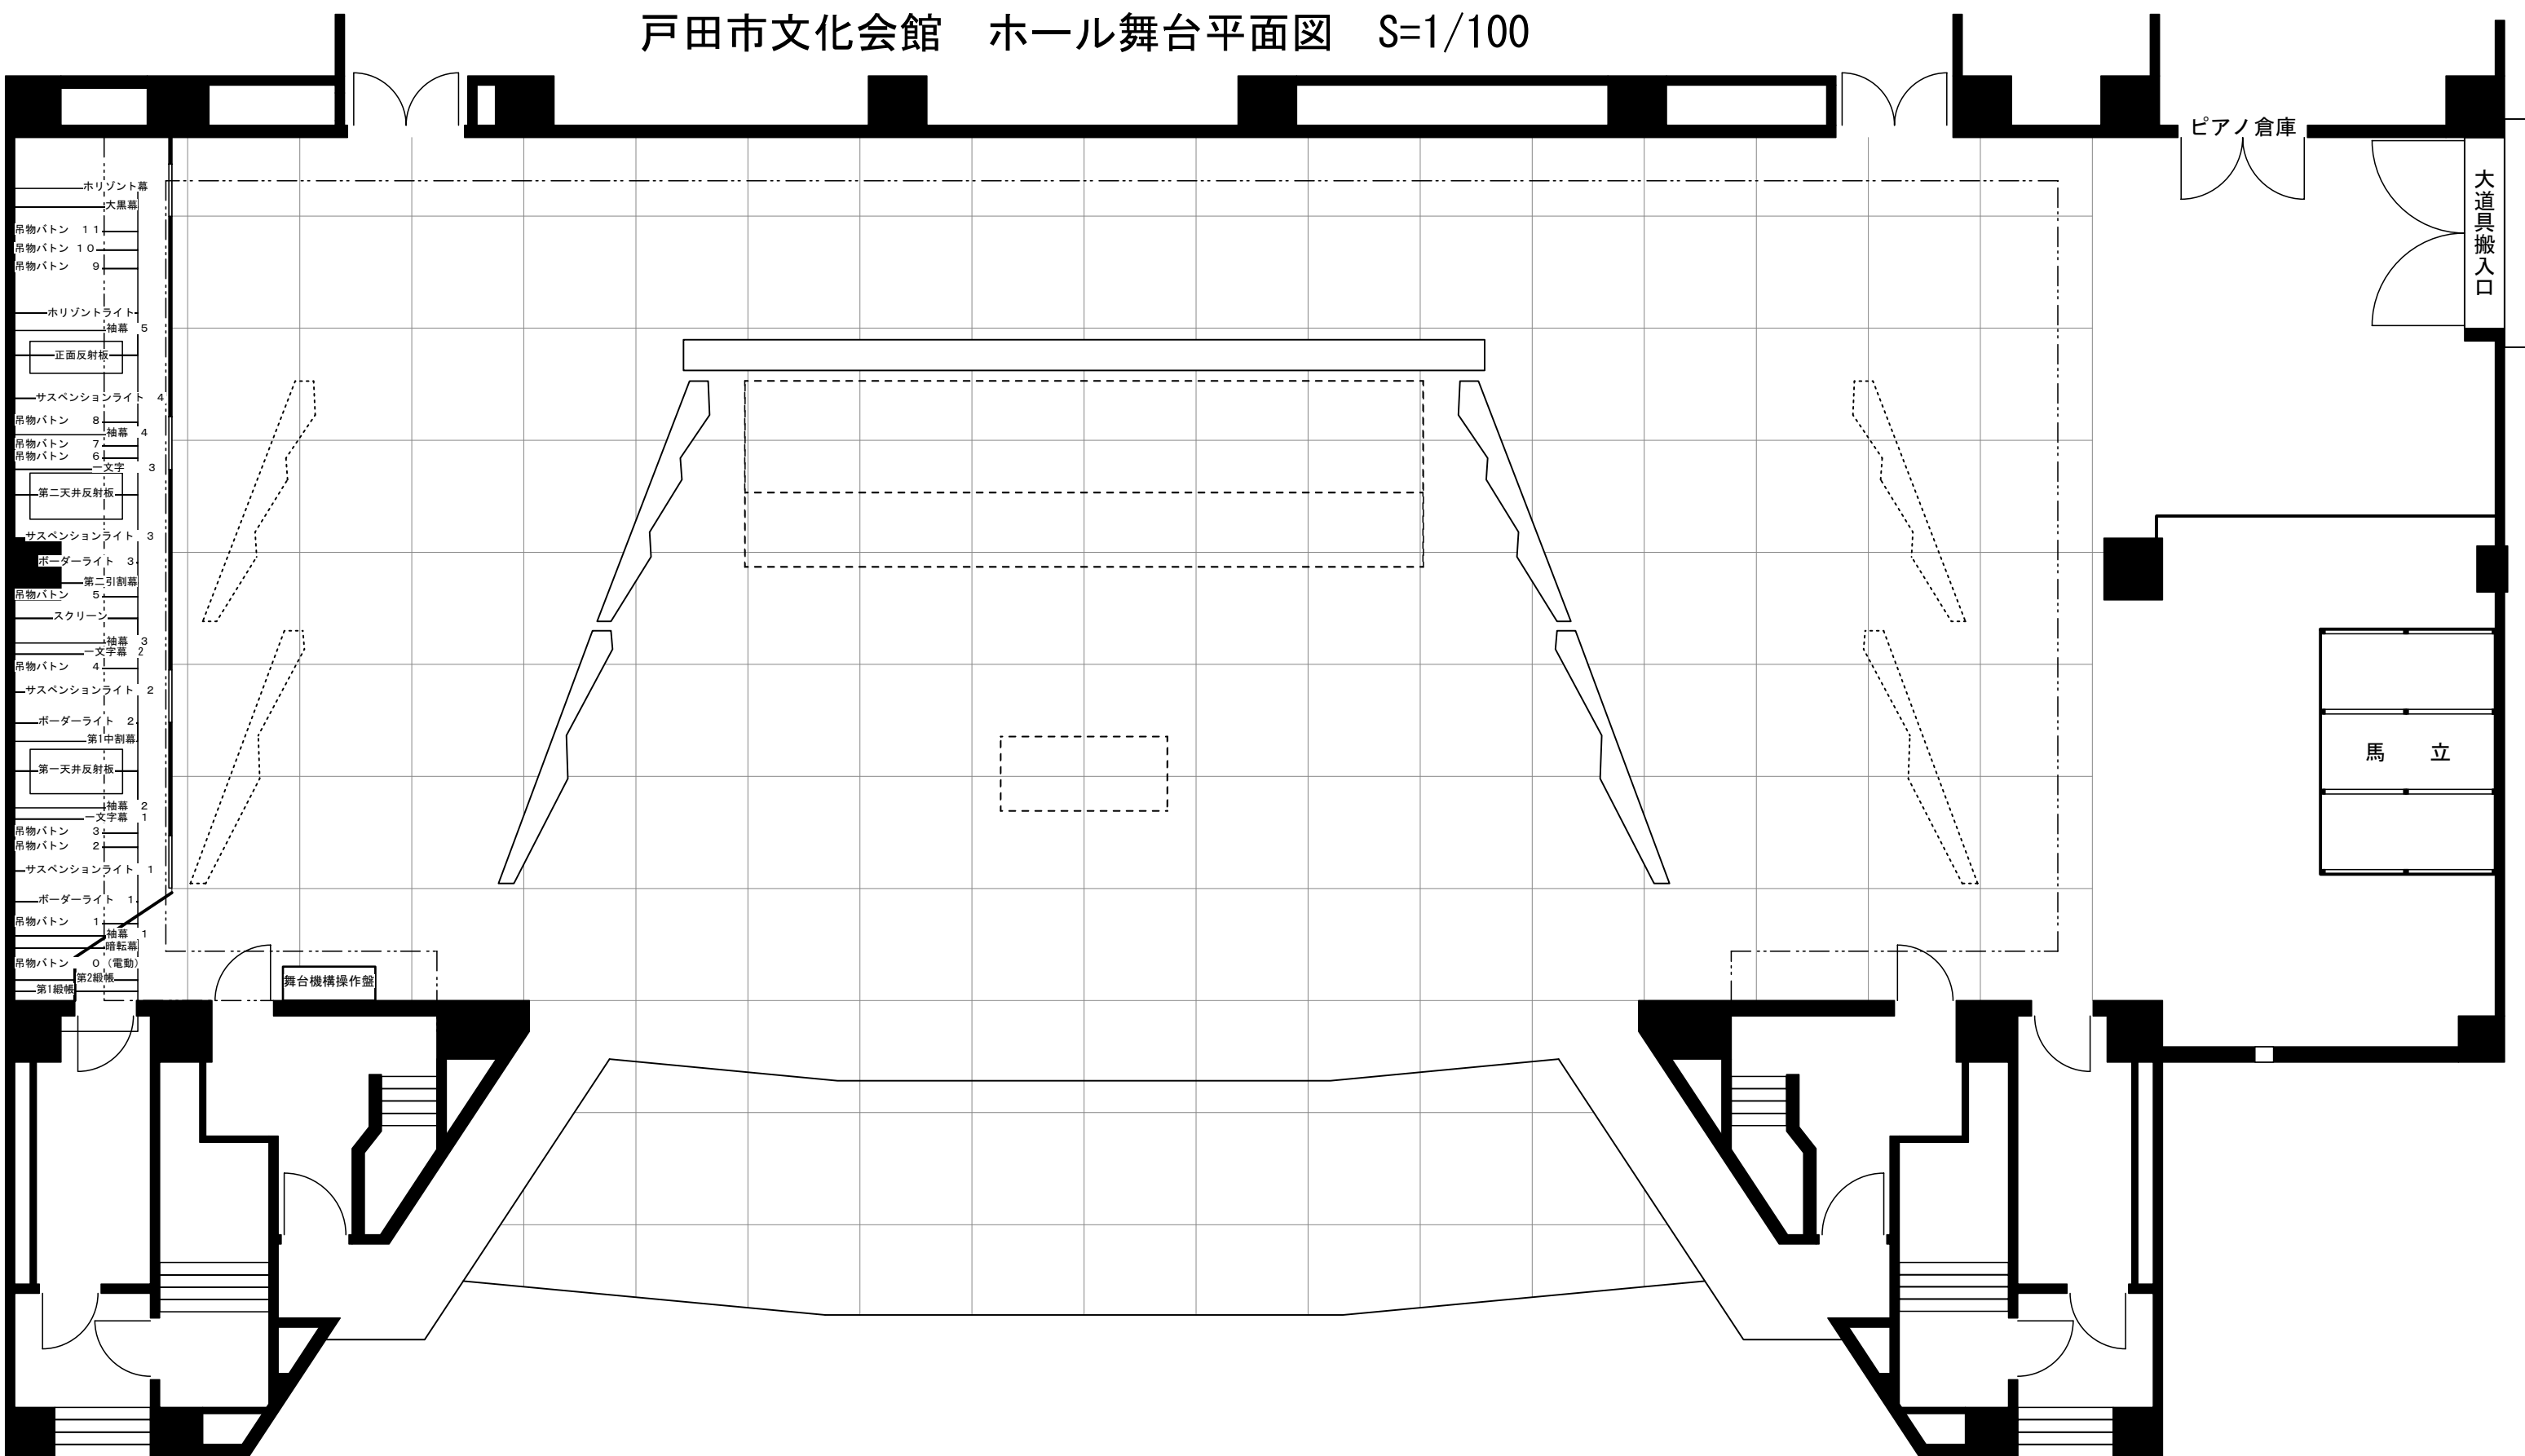 戸田市文化会館　ホール舞台平面図　S=1/100
ピアノ倉庫
大道具搬入口
ホリゾント幕
大黒幕
吊物バトン　１１
吊物バトン １０
吊物バトン　　９
ホリゾントライト
袖幕　５
正面反射板
サスペンションライト　４
吊物バトン　　８
袖幕　４
吊物バトン　　７
吊物バトン　　６
一文字　　３
第二天井反射板
サスペンションライト　３
ボーダーライト　３
第二引割幕
吊物バトン　　５
スクリーン
袖幕　３
一文字幕　２
吊物バトン　　４
サスペンションライト　２
ボーダーライト　２
第1中割幕
第一天井反射板
袖幕　２
一文字幕　１
吊物バトン　　３
吊物バトン　　２
サスペンションライト　１
ボーダーライト　１
吊物バトン　　１
袖幕　１
暗転幕
吊物バトン　　０（電動）
第2緞帳
第1緞帳
舞台機構操作盤
馬　立